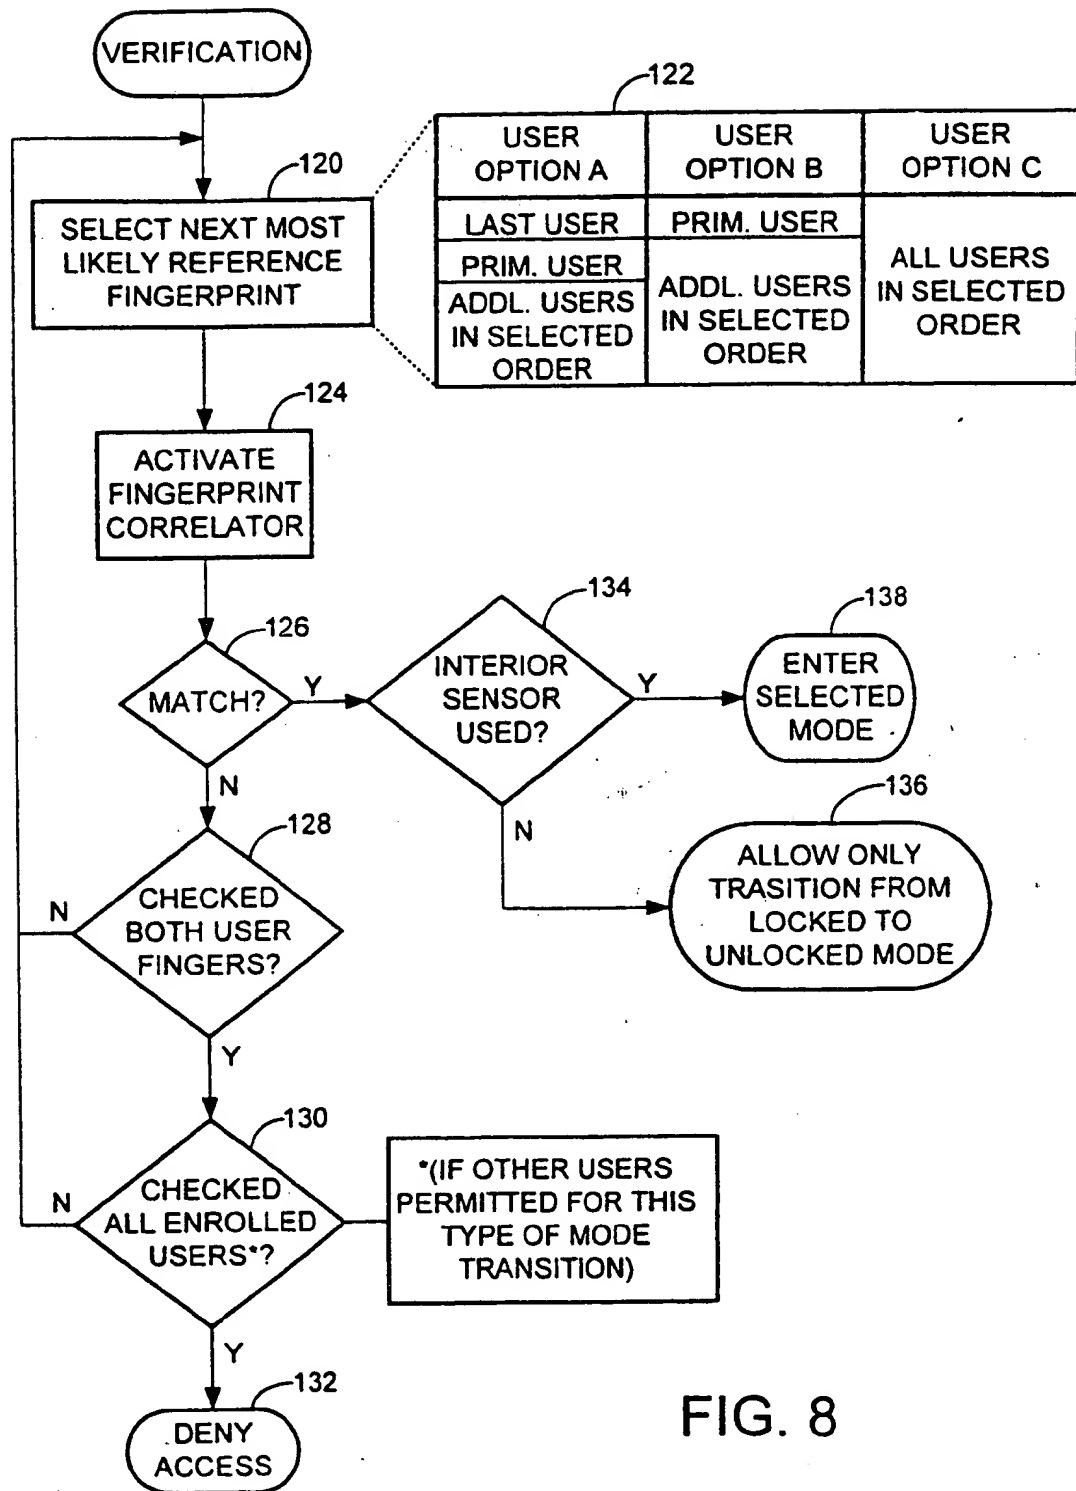 VERIFICATION
122
USER
OPTION A
USER
OPTION B
USER
OPTION C
LAST USER
PRIM. USER
ADDL. USERS
IN SELECTED
ORDER
PRIM. USER
ADDL. USERS
IN SELECTED
ORDER
ALL USERS
IN SELECTED
ORDER
120
SELECT NEXT MOST
LIKELY REFERENCE
FINGERPRINT
124
ACTIVATE
FINGERPRINT
CORRELATOR
126
MATCH?
Y
N
134
INTERIOR
SENSOR
USED?
Y
N
138
ENTER
SELECTED
MODE
136
ALLOW ONLY
TRASITION FROM
LOCKED TO
UNLOCKED MODE
128
CHECKED
BOTH USER
FINGERS?
N
Y
130
CHECKED
ALL ENROLLED
USERS*?
N
Y
*(IF OTHER USERS
PERMITTED FOR THIS
TYPE OF MODE
TRANSITION)
132
DENY
ACCESS
FIG. 8